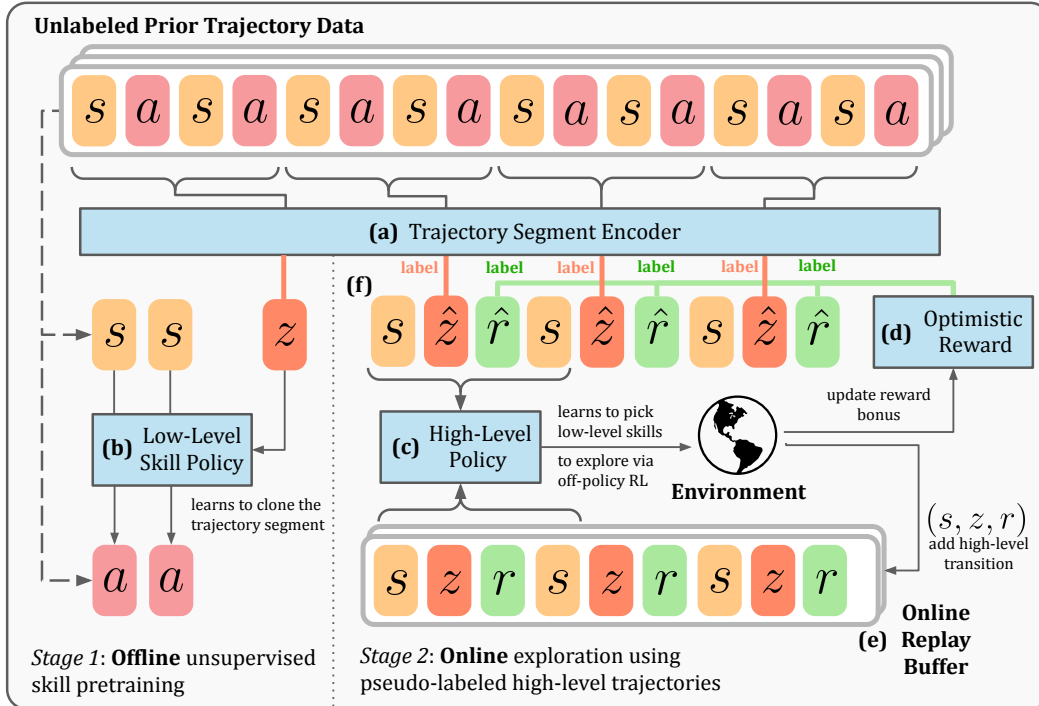 Unlabeled Prior Trajectory Data
s a s a s a s a s a s a s a s a
(a) Trajectory Segment Encoder
label label label label label label
(f)
s s z
s ẑ r̂ s ẑ r̂ s ẑ r̂
(d) Optimistic
Reward
(b) Low-Level
Skill Policy
learns to clone the
trajectory segment
a a
(c) High-Level
Policy
learns to pick
low-level skills
to explore via
off-policy RL
Environment
update reward
bonus
(s, z, r)
add high-level
transition
s z r s z r s z r
(e) Online
Replay
Buffer
Stage 1: Offline unsupervised
skill pretraining
Stage 2: Online exploration using
pseudo-labeled high-level trajectories